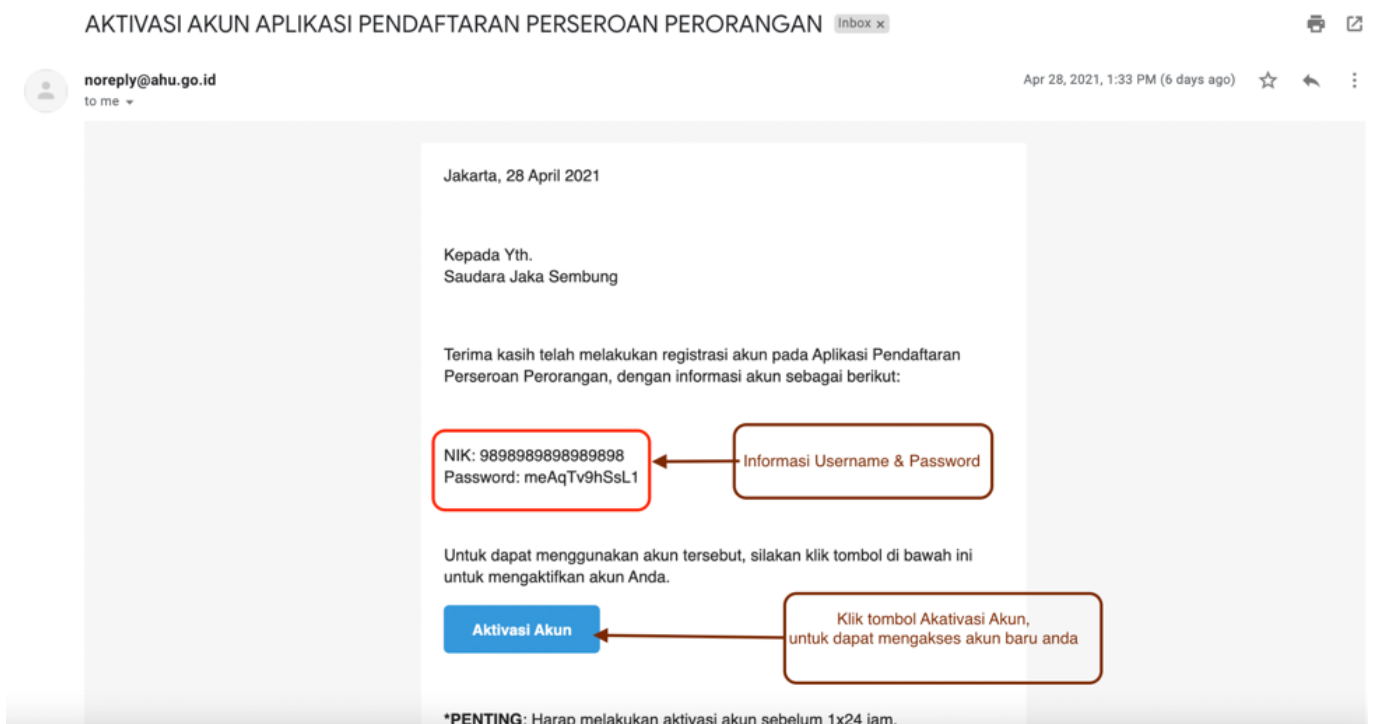 AKTIVASI AKUN APLIKASI PENDAFTARAN PERSEROAN PERORANGAN Inbox x
noreply@ahu.go.id
Apr 28, 2021, 1:33 PM (6 days ago)
to me
Jakarta, 28 April 2021
Kepada Yth.
Saudara Jaka Sembung
Terima kasih telah melakukan registrasi akun pada Aplikasi Pendaftaran
Perseroan Perorangan, dengan informasi akun sebagai berikut:
NIK: 9898989898989898
Password: meAqTv9hSsL1
Informasi Username & Password
Untuk dapat menggunakan akun tersebut, silakan klik tombol di bawah ini
untuk mengaktifkan akun Anda.
Aktivasi Akun
Klik tombol Akativasi Akun,
untuk dapat mengakses akun baru anda
*PENTING: Harap melakukan aktivasi akun sebelum 1x24 jam.